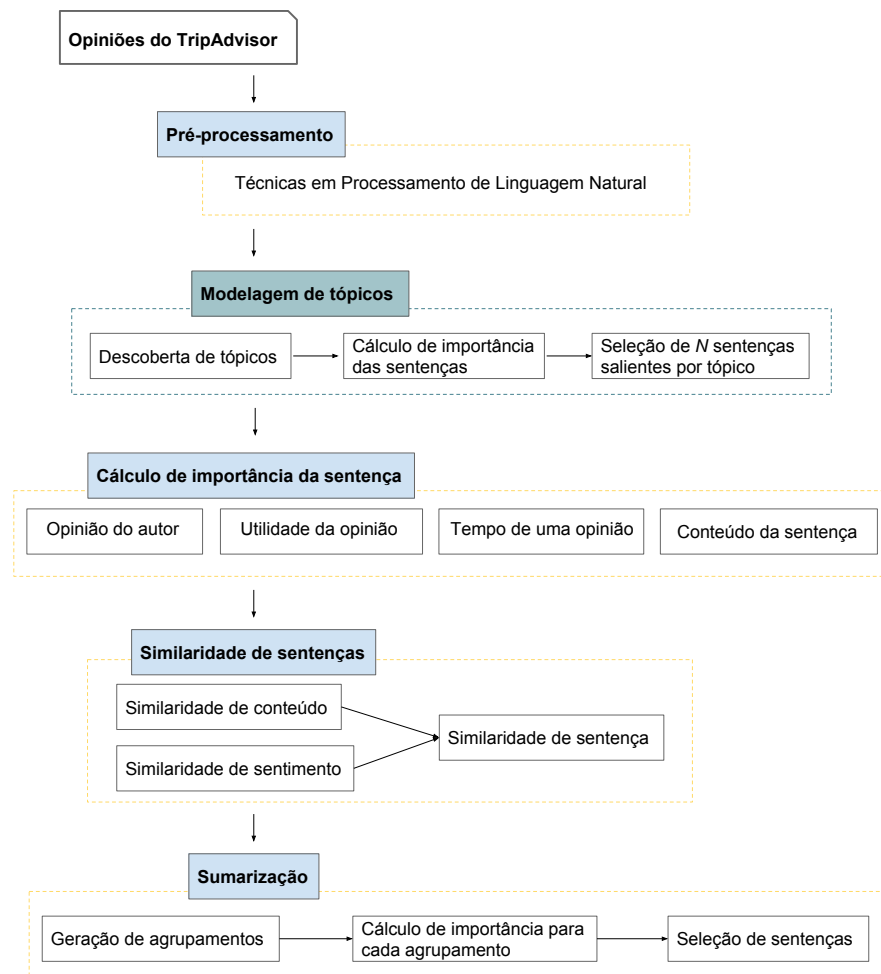 Opiniões do TripAdvisor
Pré-processamento
Técnicas em Processamento de Linguagem Natural
Modelagem de tópicos
Descoberta de tópicos
Cálculo de importância
das sentenças
Seleção de N sentenças
salientes por tópico
Cálculo de importância da sentença
Opinião do autor
Utilidade da opinião
Tempo de uma opinião
Conteúdo da sentença
Similaridade de sentenças
Similaridade de conteúdo
Similaridade de sentimento
Similaridade de sentença
Sumarização
Geração de agrupamentos
Cálculo de importância para
cada agrupamento
Seleção de sentenças